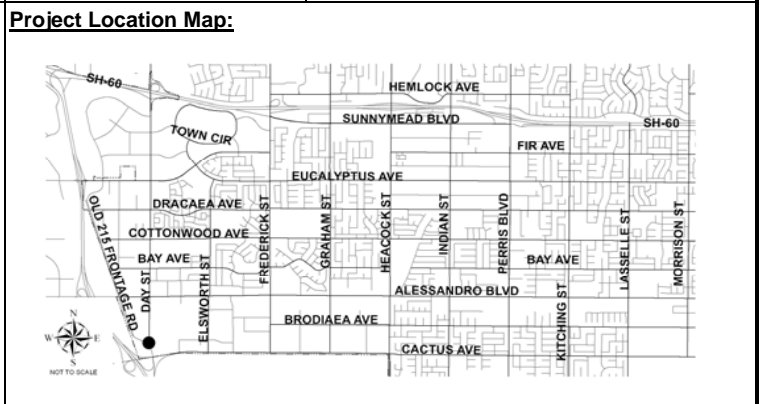 Project Location Map:
SH-60
HEMLOCK AVE
SUNNYMEAD BLVD
SH-60
TOWN CIR
FIR AVE
EUCALYPTUS AVE
DRACAEA AVE
COTTONWOOD AVE
BAY AVE
BAY AVE
OLD 215 FRONTAGE RD
DAY ST
ELSWORTH ST
FREDERICK ST
GRAHAM ST
HEACOCK ST
INDIAN ST
PERRIS BLVD
KITCHING ST
LASSELLE ST
MORRISON ST
ALESSANDRO BLVD
BRODIAEA AVE
CACTUS AVE
N
W E
S
NOT TO SCALE